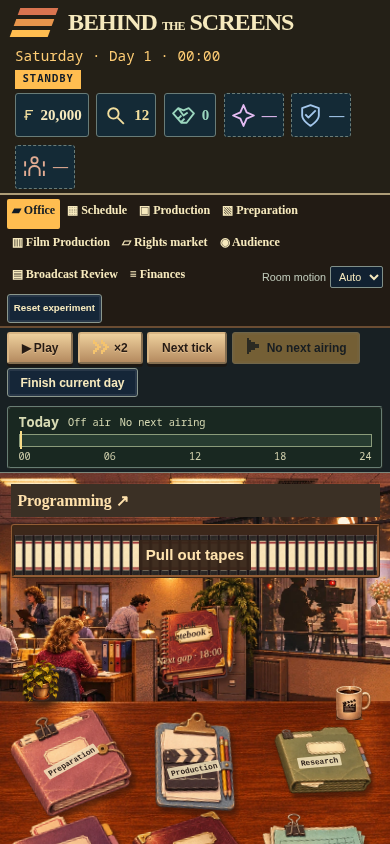 BEHIND THE SCREENS
Saturday · Day 1 · 00:00
STANDBY
₣ 20,000
12
0
—
—
—
Office
Schedule
Production
Preparation
Film Production
Rights market
Audience
Broadcast Review
Finances
Room motion
Auto
Reset experiment
Play
×2
Next tick
No next airing
Finish current day
Today Off air No next airing
00 06 12 18 24
Programming ↗
Pull out tapes
Next gap · 18:00
Preparation
Production
Research